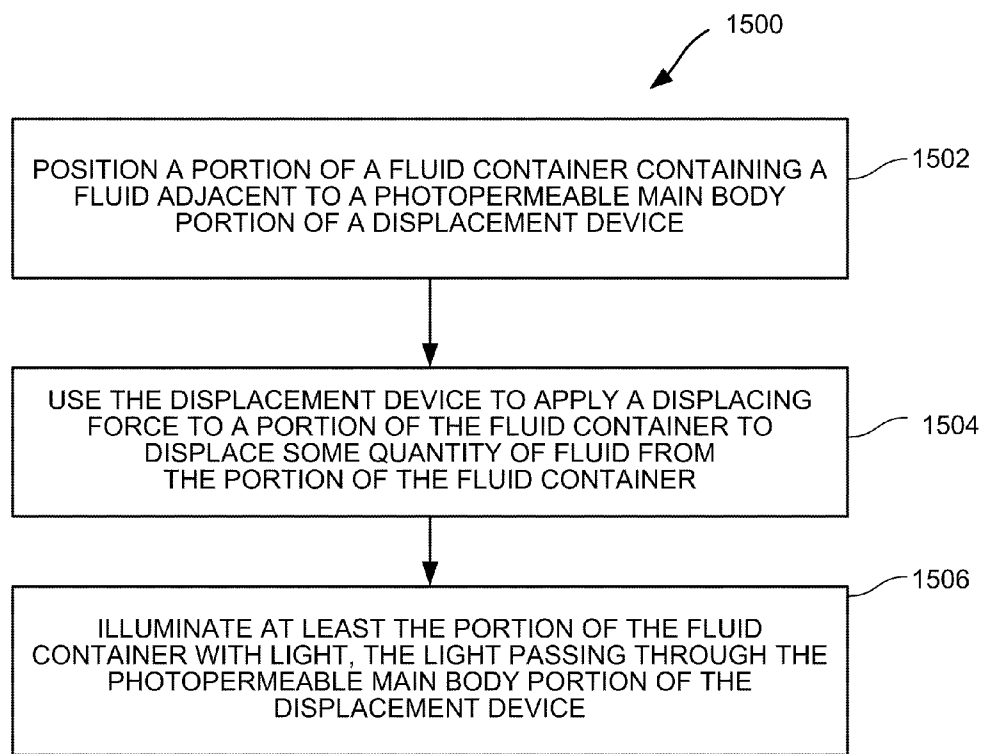 1500
POSITION A PORTION OF A FLUID CONTAINER CONTAINING A
FLUID ADJACENT TO A PHOTOPERMEABLE MAIN BODY
PORTION OF A DISPLACEMENT DEVICE
1502
USE THE DISPLACEMENT DEVICE TO APPLY A DISPLACING
FORCE TO A PORTION OF THE FLUID CONTAINER TO
DISPLACE SOME QUANTITY OF FLUID FROM
THE PORTION OF THE FLUID CONTAINER
1504
ILLUMINATE AT LEAST THE PORTION OF THE FLUID
CONTAINER WITH LIGHT, THE LIGHT PASSING THROUGH THE
PHOTOPERMEABLE MAIN BODY PORTION OF THE
DISPLACEMENT DEVICE
1506